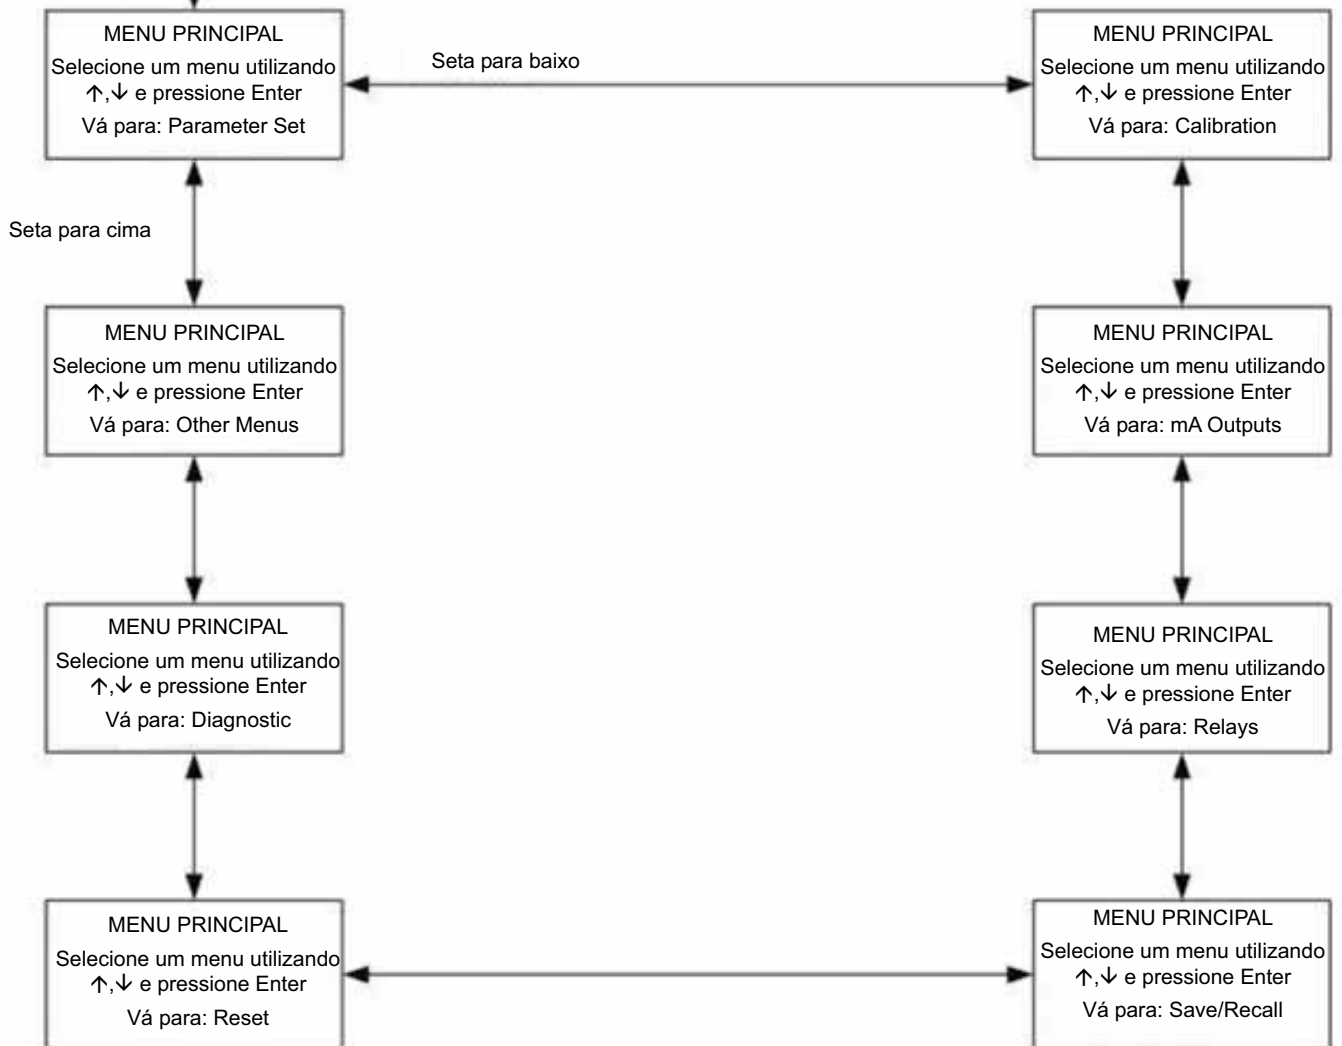 MENU PRINCIPAL
Selecione um menu utilizando
↑,↓ e pressione Enter
Vá para: Parameter Set
Seta para baixo
MENU PRINCIPAL
Selecione um menu utilizando
↑,↓ e pressione Enter
Vá para: Calibration
Seta para cima
MENU PRINCIPAL
Selecione um menu utilizando
↑,↓ e pressione Enter
Vá para: Other Menus
MENU PRINCIPAL
Selecione um menu utilizando
↑,↓ e pressione Enter
Vá para: mA Outputs
MENU PRINCIPAL
Selecione um menu utilizando
↑,↓ e pressione Enter
Vá para: Diagnostic
MENU PRINCIPAL
Selecione um menu utilizando
↑,↓ e pressione Enter
Vá para: Relays
MENU PRINCIPAL
Selecione um menu utilizando
↑,↓ e pressione Enter
Vá para: Reset
MENU PRINCIPAL
Selecione um menu utilizando
↑,↓ e pressione Enter
Vá para: Save/Recall